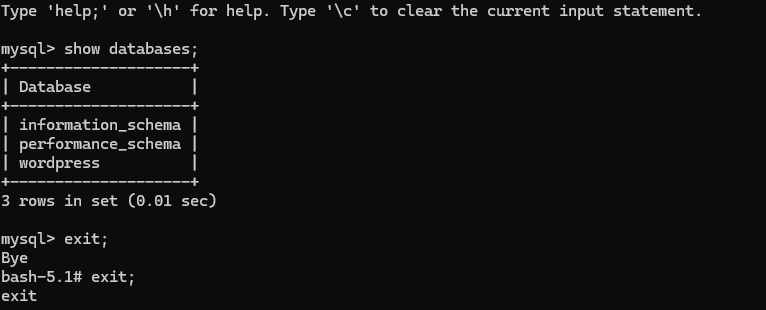 Type 'help;' or '\h' for help. Type '\c' to clear the current input statement.
mysql> show databases;
+--------------------+
| Database           |
+--------------------+
| information_schema |
| performance_schema |
| wordpress          |
+--------------------+
3 rows in set (0.01 sec)
mysql> exit;
Bye
bash-5.1# exit;
exit